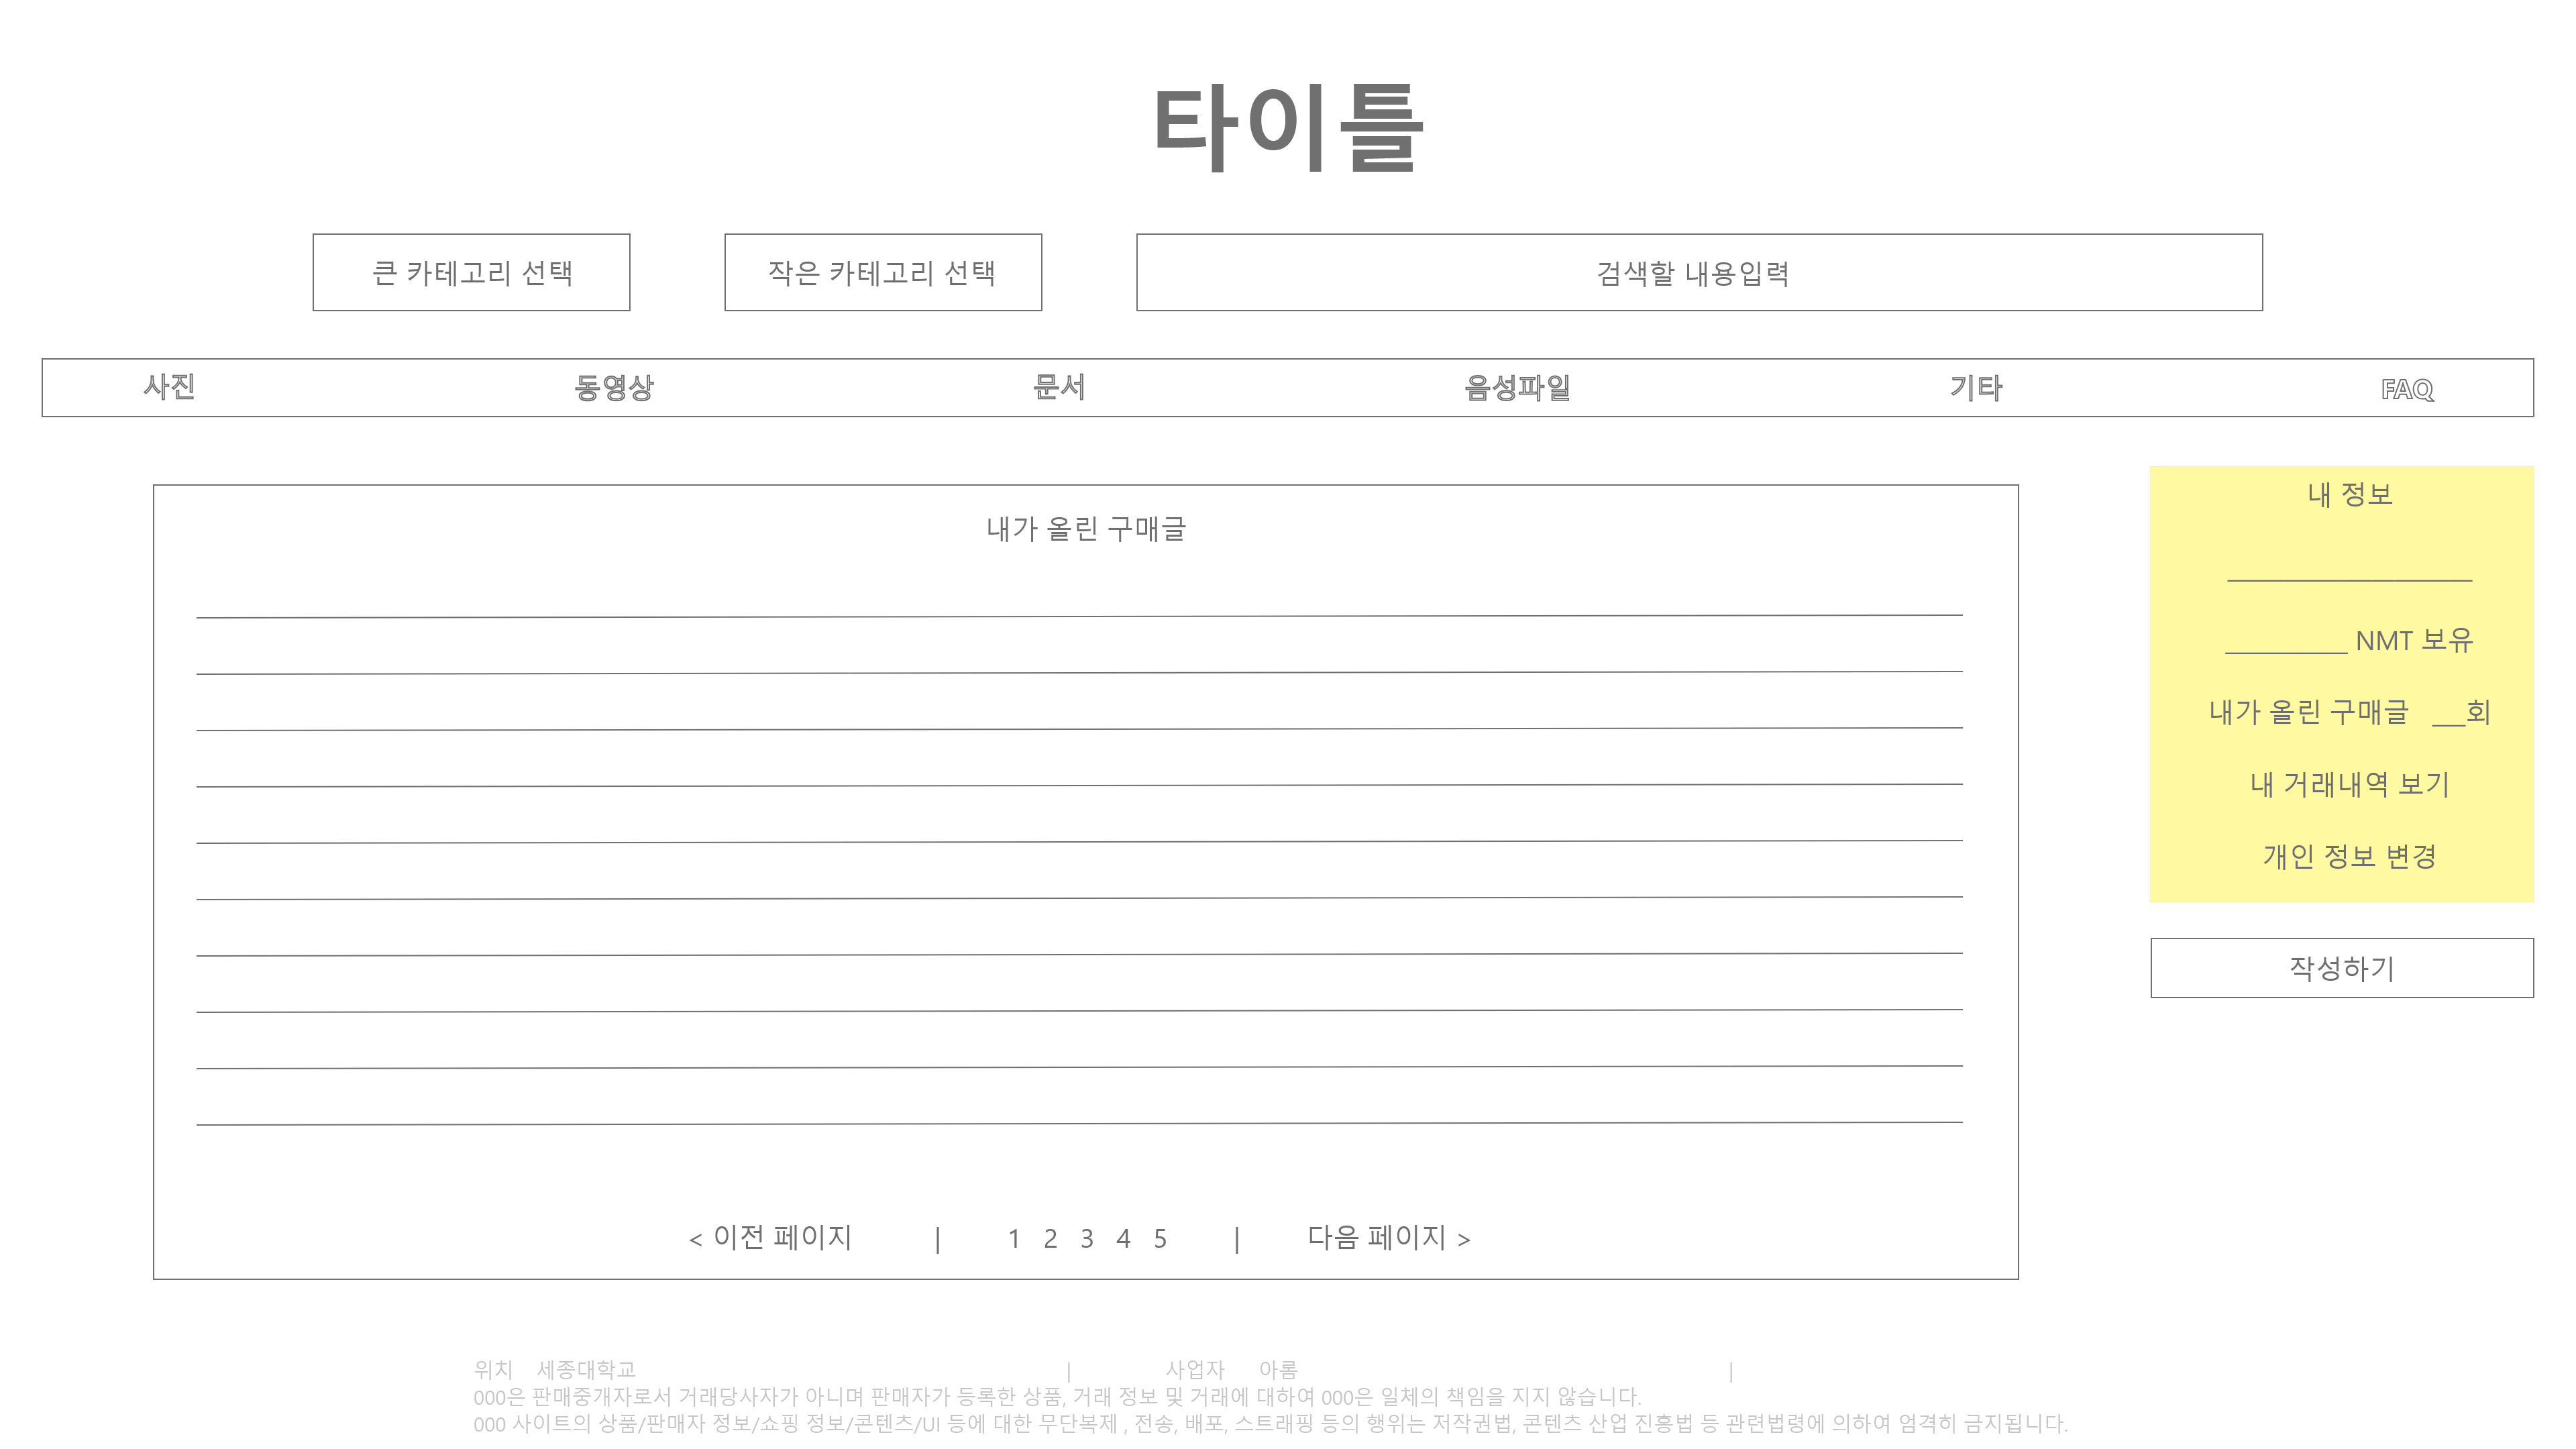 타이틀
큰 카테고리 선택
작은 카테고리 선택
검색할 내용입력
사진 동영상 문서 음성파일 기타 FAQ
내가 올린 구매글
< 이전 페이지 | 1 2 3 4 5 | 다음 페이지 >
내 정보
__________________
_________ NMT 보유
내가 올린 구매글 __회
내 거래내역 보기
개인 정보 변경
작성하기
위치 세종대학교 | 사업자 아롬 |
000은 판매중개자로서 거래당사자가 아니며 판매자가 등록한 상품, 거래 정보 및 거래에 대하여 000은 일체의 책임을 지지 않습니다.
000 사이트의 상품/판매자 정보/쇼핑 정보/콘텐츠/UI 등에 대한 무단복제 , 전송, 배포, 스트래핑 등의 행위는 저작권법, 콘텐츠 산업 진흥법 등 관련법령에 의하여 엄격히 금지됩니다.